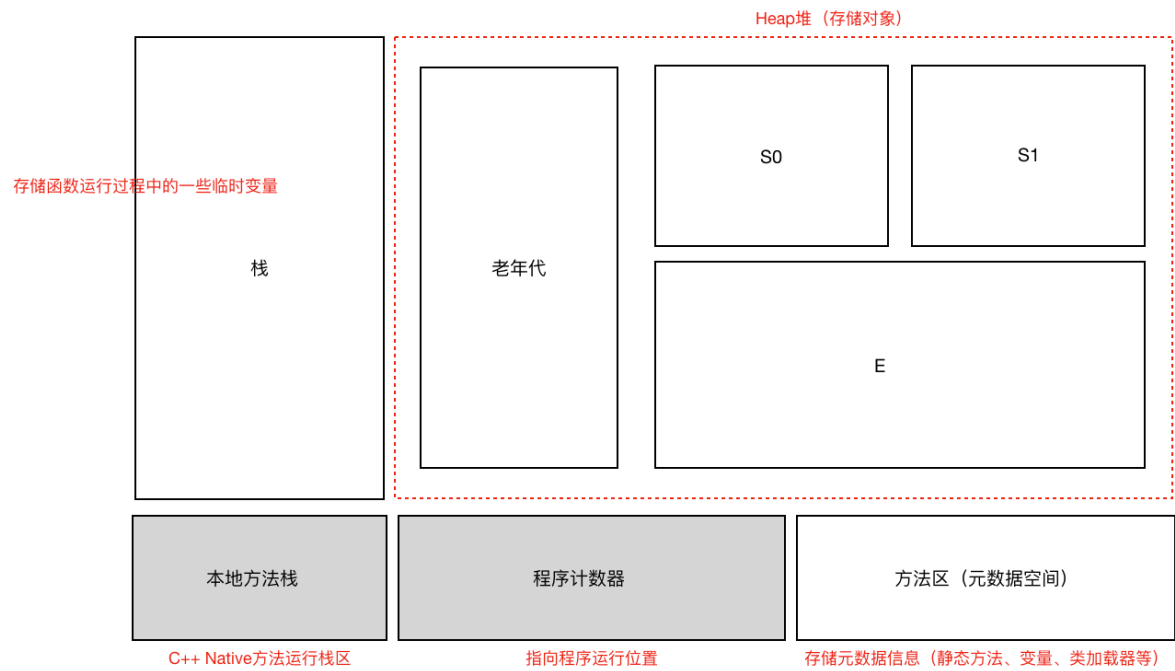 Heap堆（存储对象）
S0
S1
存储函数运行过程中的一些临时变量
栈
老年代
E
本地方法栈
程序计数器
方法区（元数据空间）
C++ Native方法运行栈区
指向程序运行位置
存储元数据信息（静态方法、变量、类加载器等）